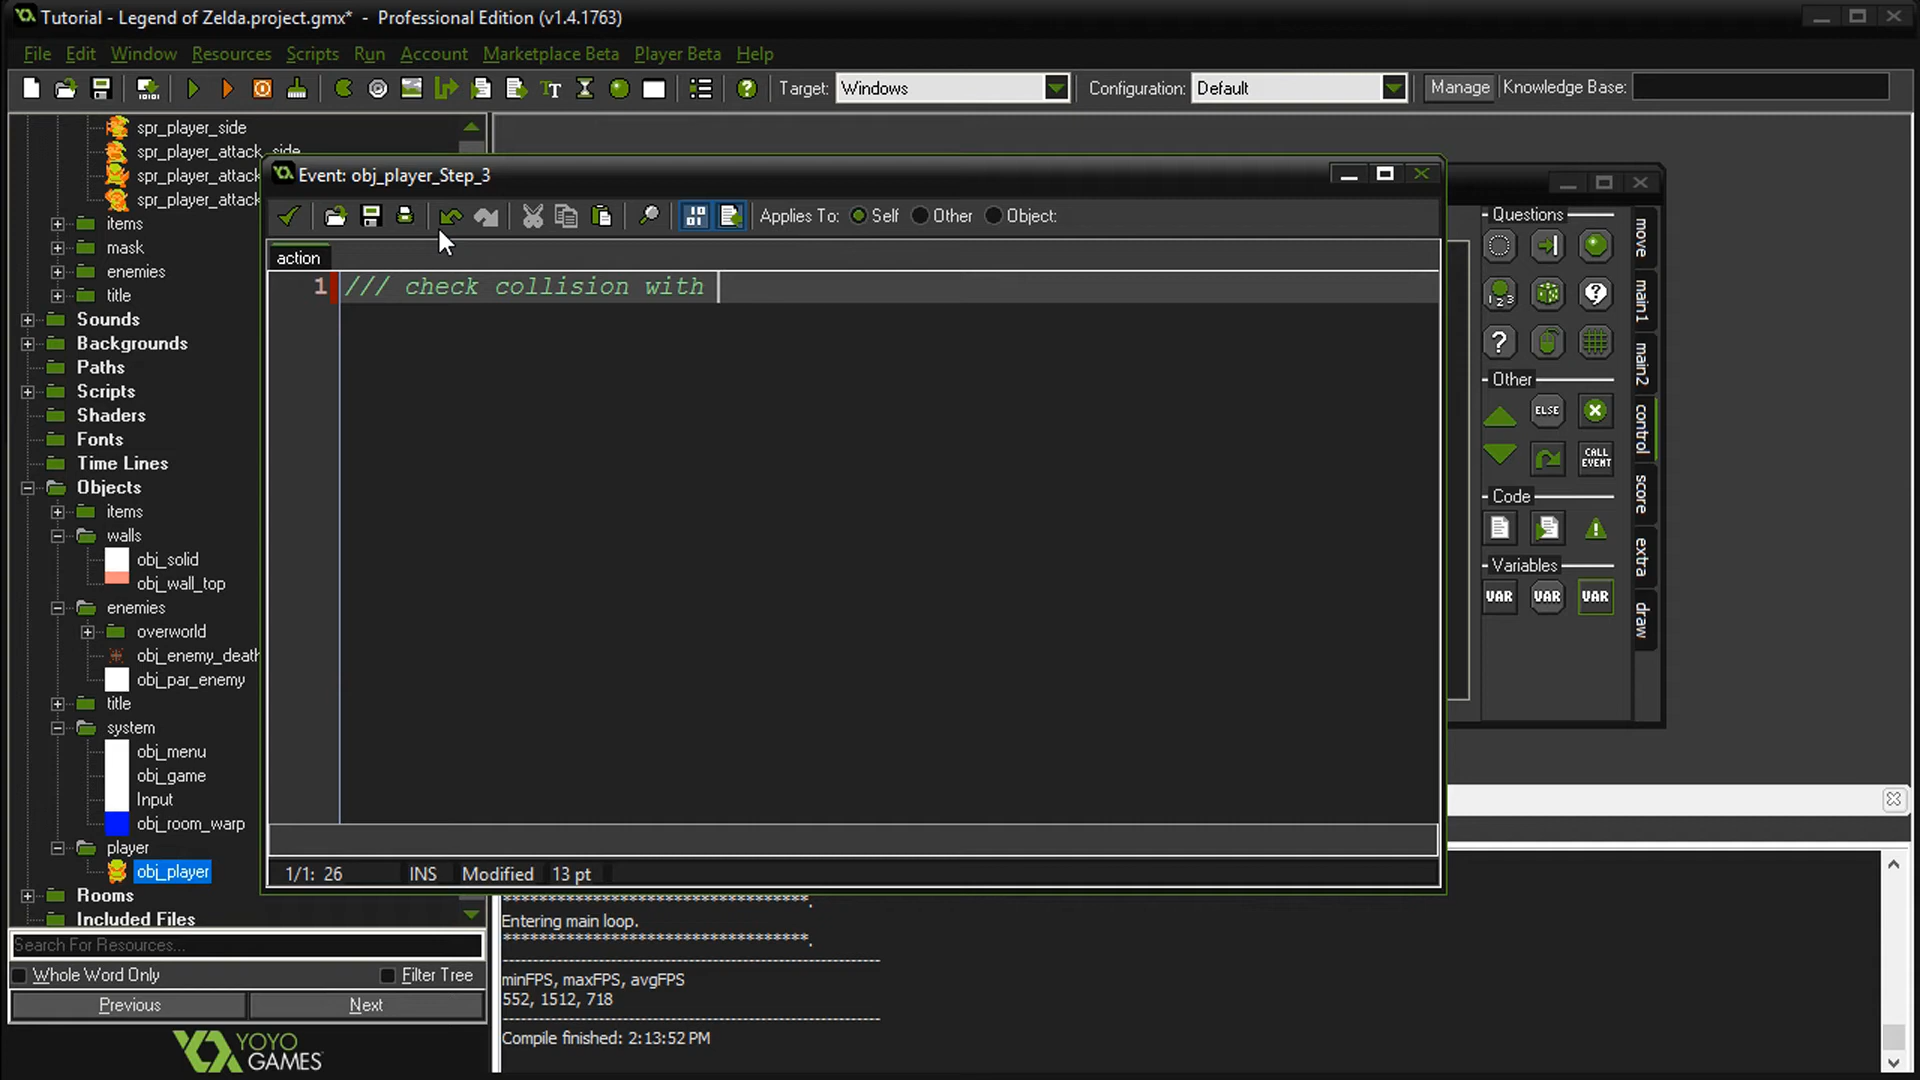 Tutorial - Legend of Zelda.project.gmx* - Professional Edition (v1.4.1763)
File Edit Window Resources Scripts Run Account Marketplace Beta Player Beta Help
Target: Windows Configuration: Default Manage Knowledge Base:
spr_player_side
spr_player_attack_side
spr_player_attack
spr_player_attack
items
mask
enemies
title
Sounds
Backgrounds
Paths
Scripts
Shaders
Fonts
Time Lines
Objects
items
walls
obj_solid
obj_wall_top
enemies
overworld
obj_enemy_death
obj_par_enemy
title
system
obj_menu
obj_game
Input
obj_room_warp
player
obj_player
Rooms
Included Files
Search For Resources...
Whole Word Only Filter Tree
Previous Next
YOYO
GAMES
Event: obj_player_Step_3
Applies To: Self Other Object:
action
1 /// check collision with
1/1: 26 INS Modified 13 pt
Questions
Other
ELSE
CALL
EVENT
Code
Variables
VAR VAR VAR
move
main1
main2
control
score
extra
draw
**********************************.
Entering main loop.
**********************************.
minFPS, maxFPS, avgFPS
552, 1512, 718
Compile finished: 2:13:52 PM